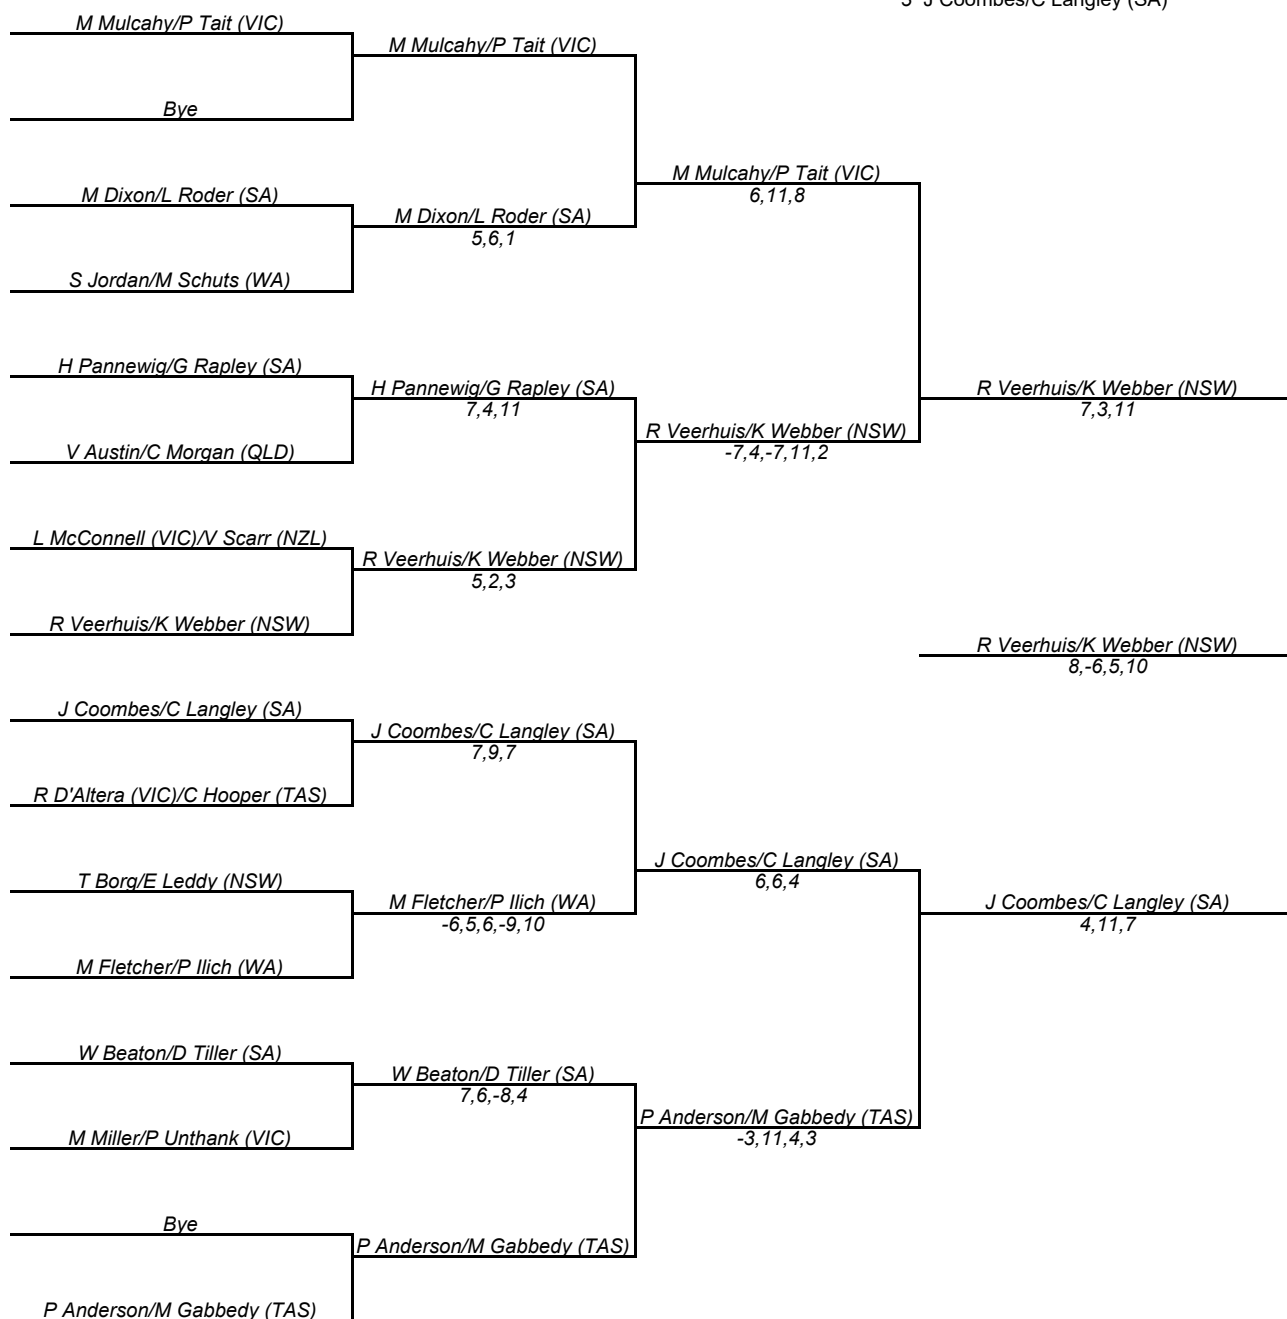 J Coombes/C Langley (SA)
M Mulcahy/P Tait (VIC)
M Mulcahy/P Tait (VIC)
Bye
M Mulcahy/P Tait (VIC)
6,11,8
M Dixon/L Roder (SA)
M Dixon/L Roder (SA)
5,6,1
S Jordan/M Schuts (WA)
H Pannewig/G Rapley (SA)
H Pannewig/G Rapley (SA)
7,4,11
R Veerhuis/K Webber (NSW)
7,3,11
V Austin/C Morgan (QLD)
R Veerhuis/K Webber (NSW)
-7,4,-7,11,2
L McConnell (VIC)/V Scarr (NZL)
R Veerhuis/K Webber (NSW)
5,2,3
R Veerhuis/K Webber (NSW)
R Veerhuis/K Webber (NSW)
8,-6,5,10
J Coombes/C Langley (SA)
J Coombes/C Langley (SA)
7,9,7
R D'Altera (VIC)/C Hooper (TAS)
J Coombes/C Langley (SA)
6,6,4
T Borg/E Leddy (NSW)
M Fletcher/P Ilich (WA)
-6,5,6,-9,10
J Coombes/C Langley (SA)
4,11,7
M Fletcher/P Ilich (WA)
W Beaton/D Tiller (SA)
W Beaton/D Tiller (SA)
7,6,-8,4
M Miller/P Unthank (VIC)
P Anderson/M Gabbedy (TAS)
-3,11,4,3
Bye
P Anderson/M Gabbedy (TAS)
P Anderson/M Gabbedy (TAS)